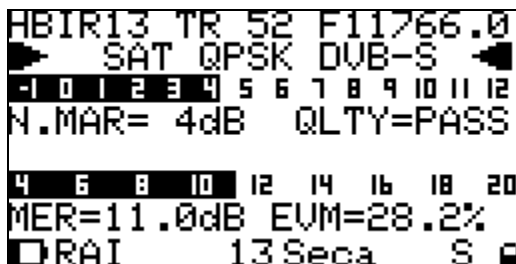 HBIR13 TR 52 F11766.0
SAT QPSK DVB-S
-1 0 1 2 3 4 5 6 7 8 9 10 11 12
N.MAR= 4dB QLTY=PASS
4 6 8 10 12 14 16 18 20
MER=11.0dB EVM=28.2%
RAI 13 Seca S